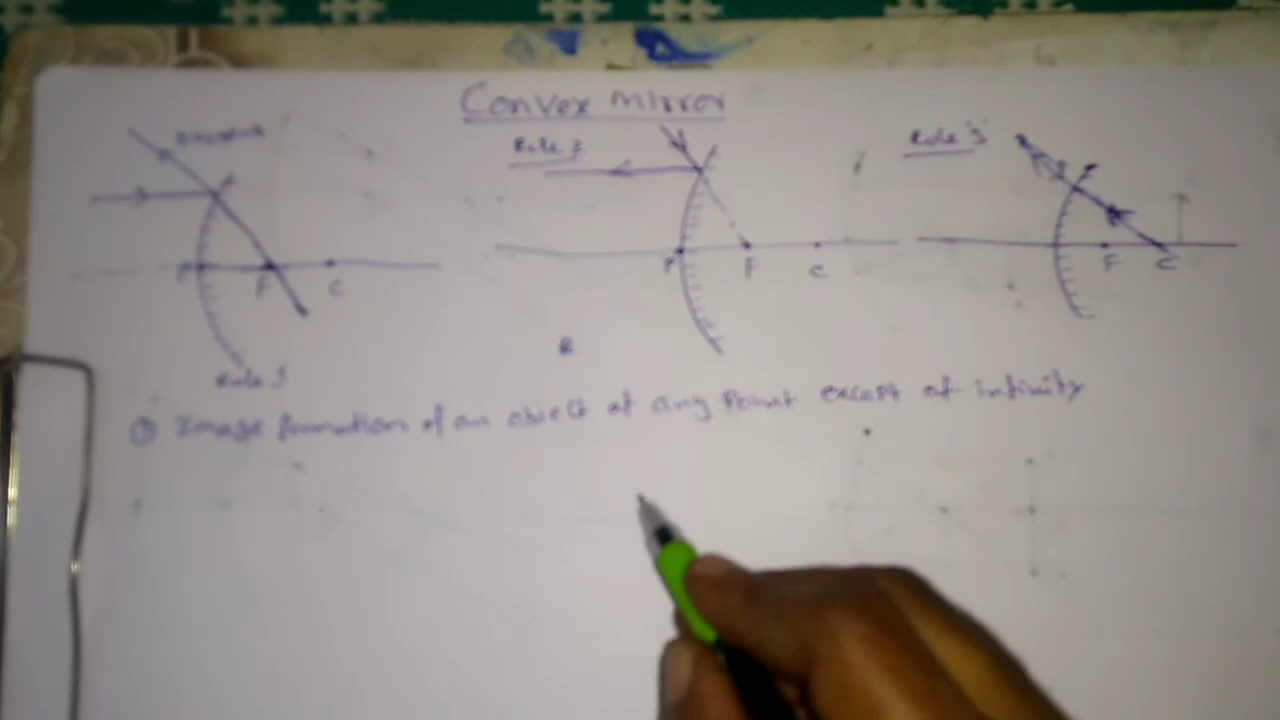 Convex mirror
Rule 2
Rule 3
P F C
P F C
F C
R
Rule 1
① Image formation of an object at any Point except at infinity